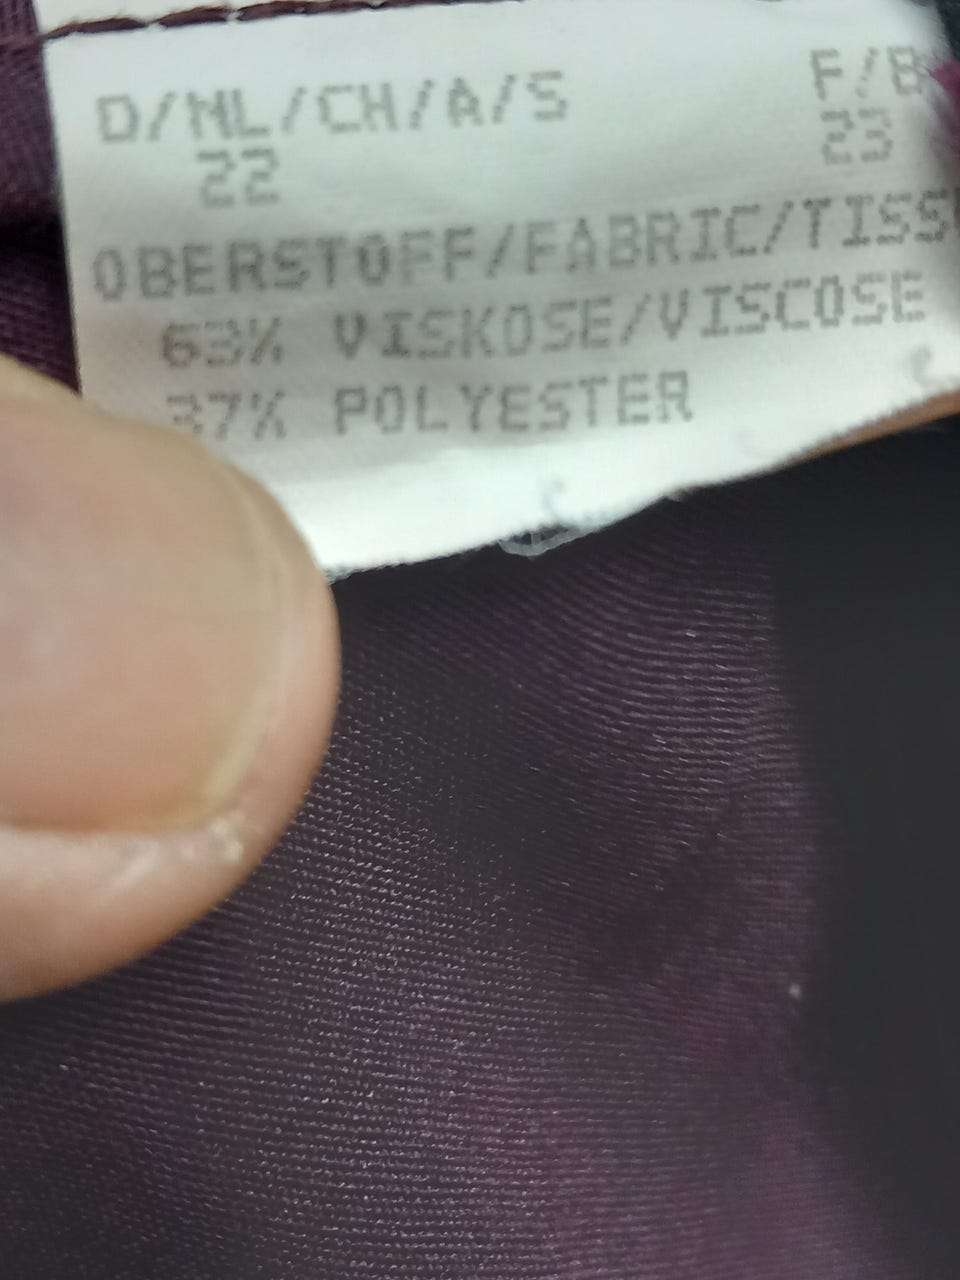 D/NL/CH/A/S F/B
22 23
OBERSTOFF/FABRIC/TISS
63% VISKOSE/VISCOSE
37% POLYESTER